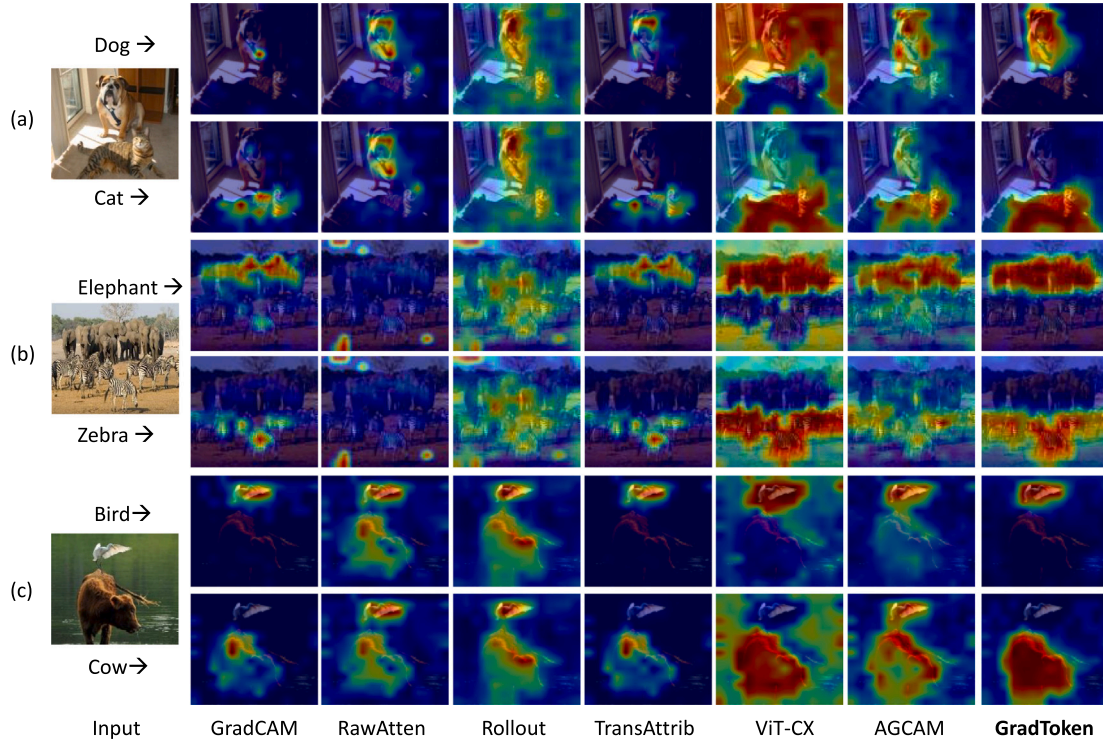 Dog →
(a)
Cat →
Elephant →
(b)
Zebra →
Bird→
(c)
Cow→
Input GradCAM RawAtten Rollout TransAttrib ViT-CX AGCAM GradToken